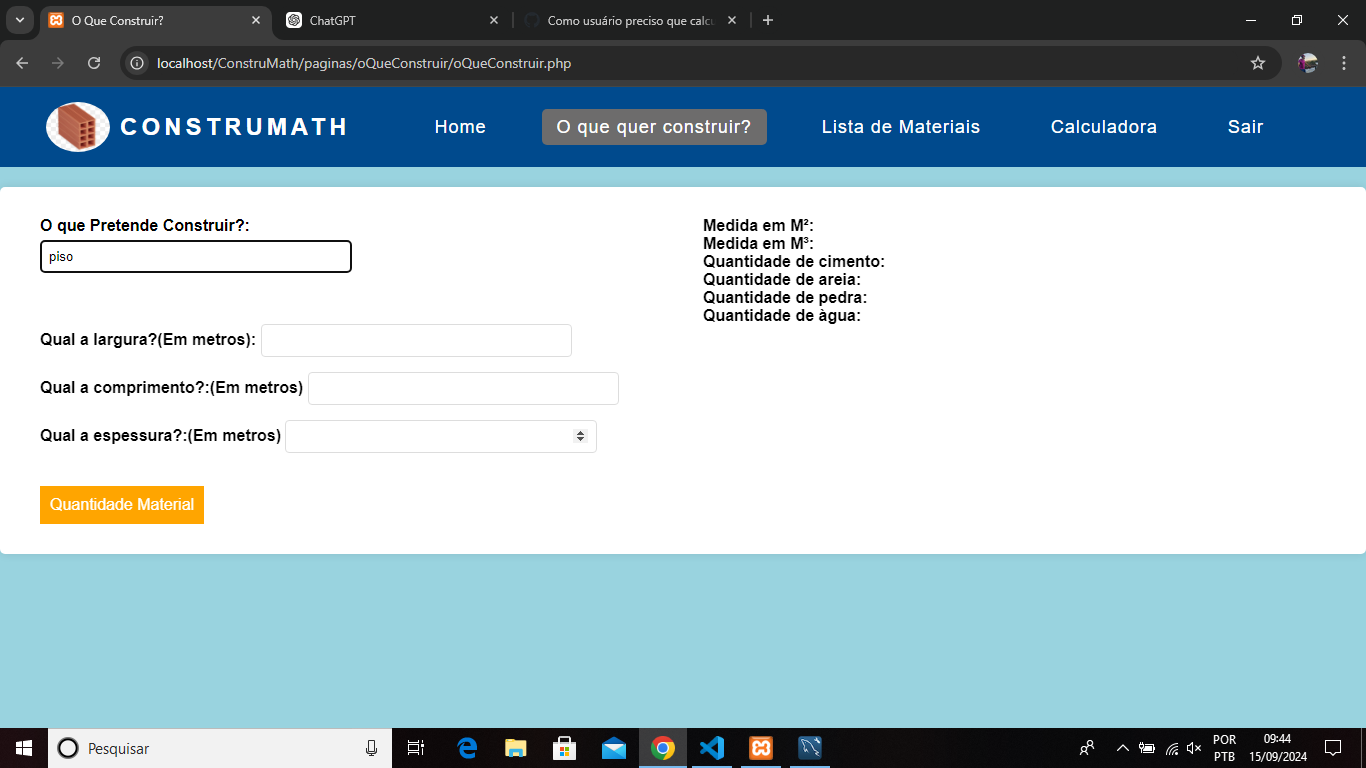 O Que Construir?
ChatGPT
Como usuário preciso que calcu
localhost/ConstruMath/paginas/oQueConstruir/oQueConstruir.php
CONSTRUMATH
Home
O que quer construir?
Lista de Materiais
Calculadora
Sair
O que Pretende Construir?:
piso
Qual a largura?(Em metros):
Qual a comprimento?:(Em metros)
Qual a espessura?:(Em metros)
Quantidade Material
Medida em M²:
Medida em M³:
Quantidade de cimento:
Quantidade de areia:
Quantidade de pedra:
Quantidade de àgua:
Pesquisar
POR
PTB
09:44
15/09/2024